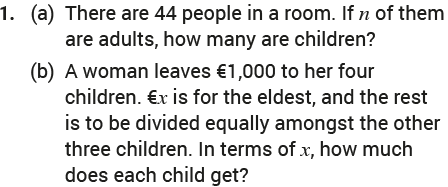 1. (a) There are 44 people in a room. If n of them
are adults, how many are children?
(b) A woman leaves €1,000 to her four
children. €x is for the eldest, and the rest
is to be divided equally amongst the other
three children. In terms of x, how much
does each child get?